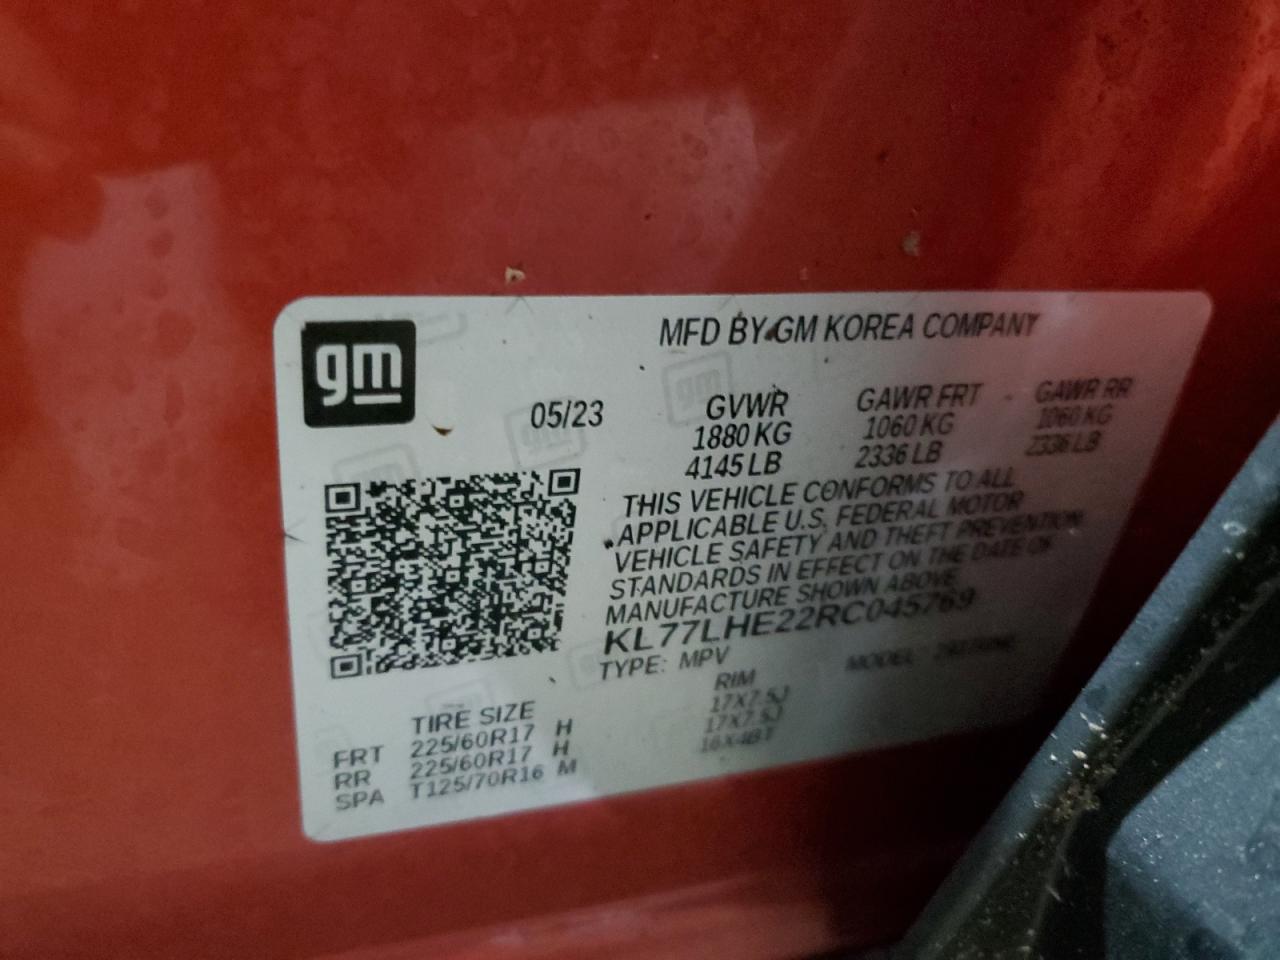 gm
MFD BY GM KOREA COMPANY
05/23
GVWR GAWR FRT GAWR RR
1880 KG 1060 KG 1060 KG
4145 LB 2336 LB 2336 LB
THIS VEHICLE CONFORMS TO ALL
APPLICABLE U.S. FEDERAL MOTOR
VEHICLE SAFETY AND THEFT PREVENTION
STANDARDS IN EFFECT ON THE DATE OF
MANUFACTURE SHOWN ABOVE
KL77LHE22RC045769
TYPE: MPV MODEL:
TIRE SIZE RIM
FRT 225/60R17 H 17X7.5J
RR 225/60R17 H 17X7.5J
SPA T125/70R16 M 16X4BT